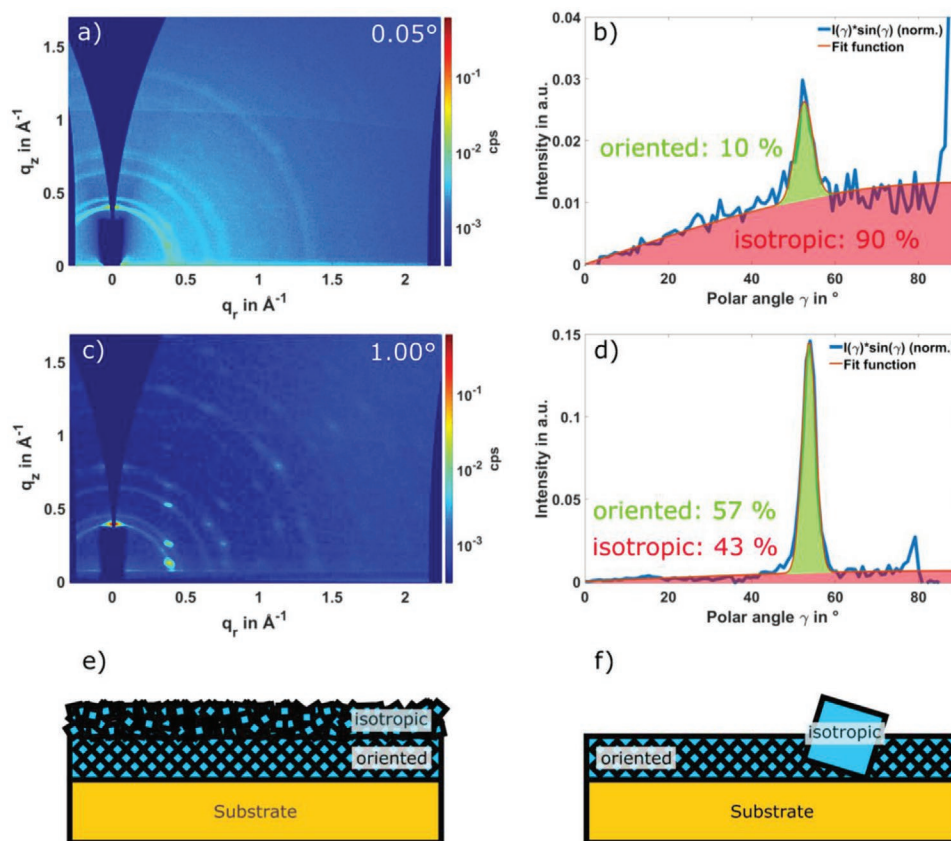 a)
0.05°
1.5
1
0.5
0
q_z in Å⁻¹
0
0.5
1
1.5
2
q_r in Å⁻¹
10⁻¹
10⁻²
10⁻³
cps
b)
I(γ)*sin(γ) (norm.)
Fit function
0.04
0.03
0.02
0.01
0
Intensity in a.u.
oriented: 10 %
isotropic: 90 %
0
20
40
60
80
Polar angle γ in °
c)
1.00°
1.5
1
0.5
0
q_z in Å⁻¹
0
0.5
1
1.5
2
q_r in Å⁻¹
10⁻¹
10⁻²
10⁻³
cps
d)
I(γ)*sin(γ) (norm.)
Fit function
0.15
0.1
0.05
0
Intensity in a.u.
oriented: 57 %
isotropic: 43 %
0
20
40
60
80
Polar angle γ in °
e)
isotropic
oriented
Substrate
f)
isotropic
oriented
Substrate